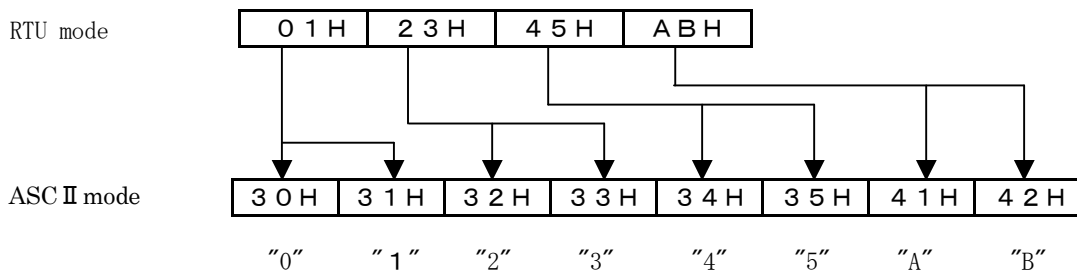 RTU mode 01H 23H 45H ABH
ASCⅡ mode 30H 31H 32H 33H 34H 35H 41H 42H
"0" "1" "2" "3" "4" "5" "A" "B"